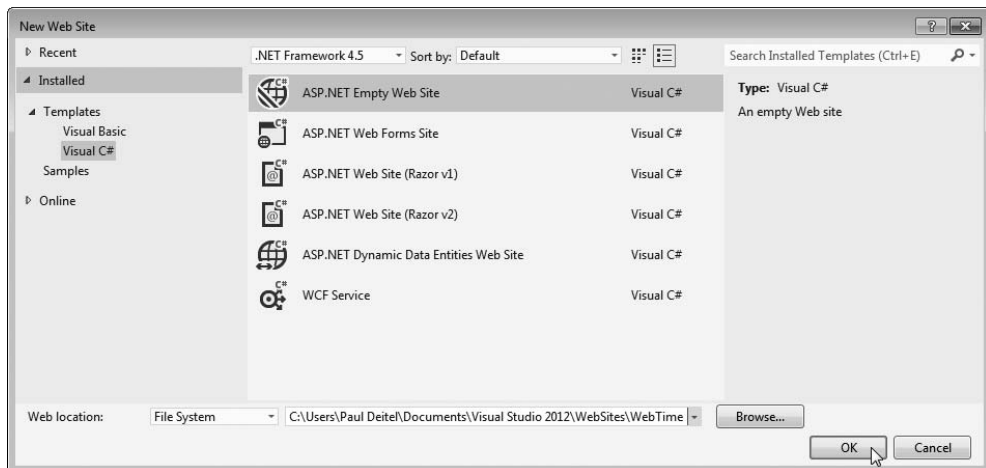 New Web Site
Recent
.NET Framework 4.5 Sort by: Default Search Installed Templates (Ctrl+E)
Installed
Templates
Visual Basic
Visual C#
Samples
Online
ASP.NET Empty Web Site Visual C#
ASP.NET Web Forms Site Visual C#
ASP.NET Web Site (Razor v1) Visual C#
ASP.NET Web Site (Razor v2) Visual C#
ASP.NET Dynamic Data Entities Web Site Visual C#
WCF Service Visual C#
Type: Visual C#
An empty Web site
Web location: File System C:\Users\Paul Deitel\Documents\Visual Studio 2012\WebSites\WebTime Browse...
OK Cancel